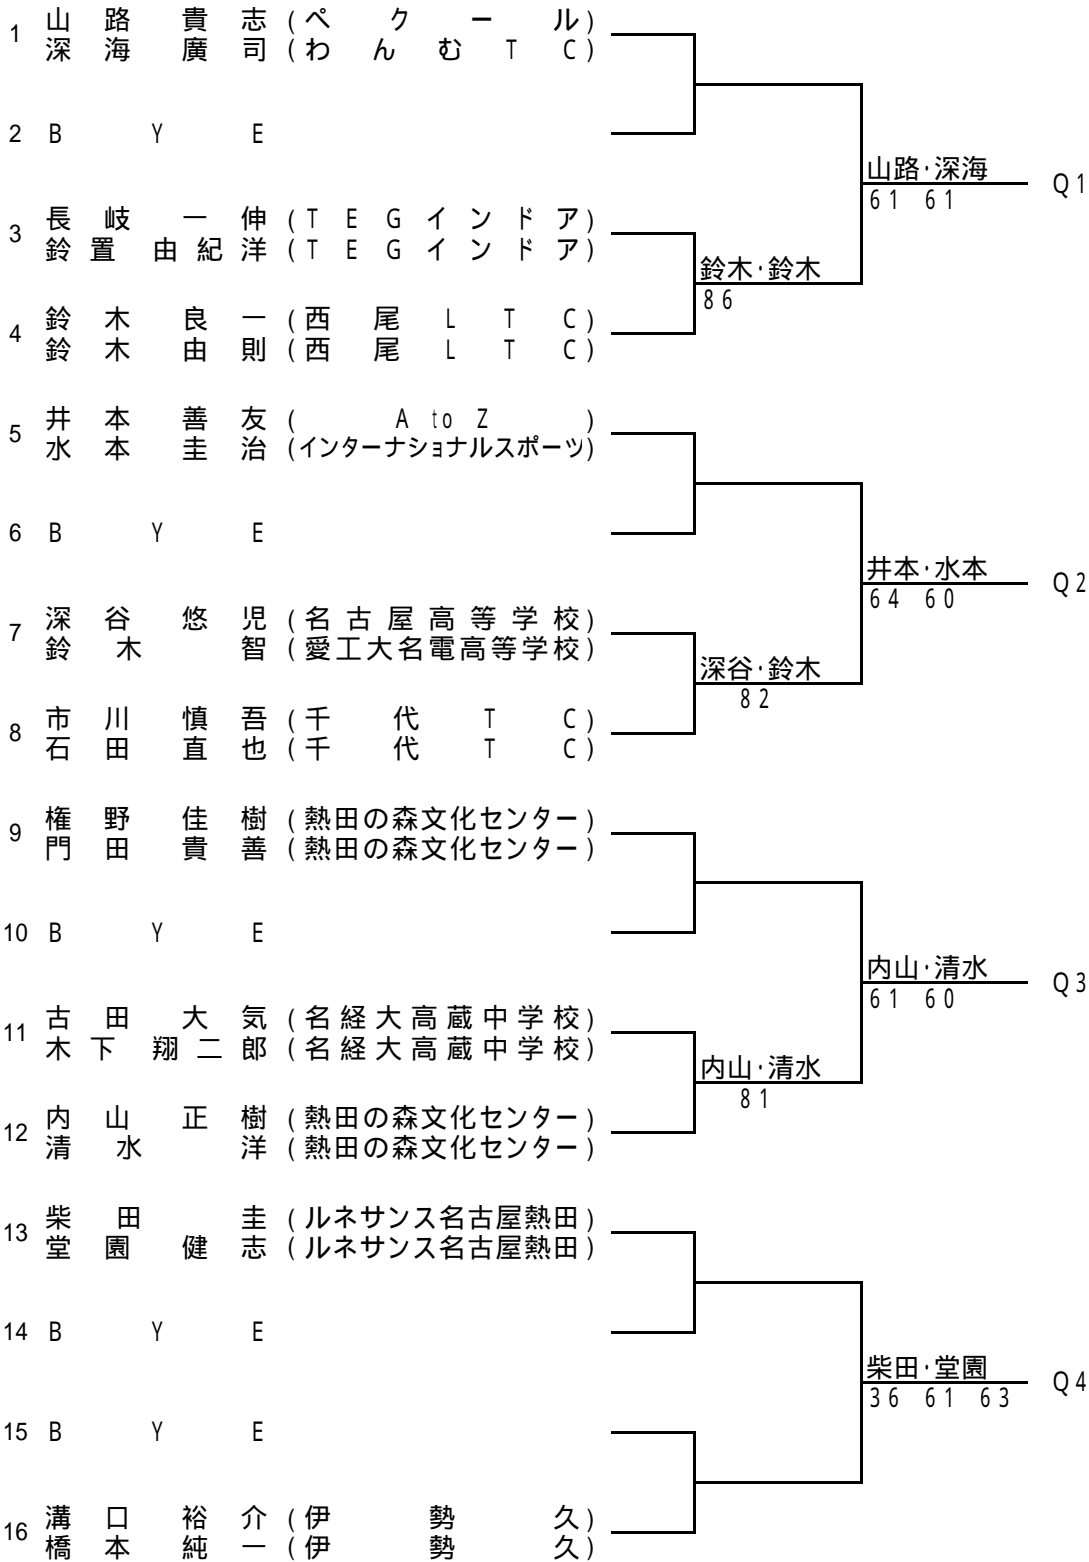 1 山路 貴志 (ペクール)
深海 廣司 (わんむTC)
2 BYE
山路・深海
61 61
Q1
3 長岐 一伸 (TEGインドア)
鈴置 由紀洋 (TEGインドア)
鈴木・鈴木
86
4 鈴木 良一 (西尾LTC)
鈴木 由則 (西尾LTC)
5 井本 善友 (A to Z)
水本 圭治 (インターナショナルスポーツ)
6 BYE
井本・水本
64 60
Q2
7 深谷 悠児 (名古屋高等学校)
鈴木 智 (愛工大名電高等学校)
深谷・鈴木
82
8 市川 慎吾 (千代TC)
石田 直也 (千代TC)
9 権野 佳樹 (熱田の森文化センター)
門田 貴善 (熱田の森文化センター)
10 BYE
内山・清水
61 60
Q3
11 古田 大気 (名経大高蔵中学校)
木下 翔二郎 (名経大高蔵中学校)
内山・清水
81
12 内山 正樹 (熱田の森文化センター)
清水 洋 (熱田の森文化センター)
13 柴田 圭 (ルネサンス名古屋熱田)
堂園 健志 (ルネサンス名古屋熱田)
14 BYE
柴田・堂園
36 61 63
Q4
15 BYE
16 溝口 裕介 (伊勢久)
橋本 純一 (伊勢久)